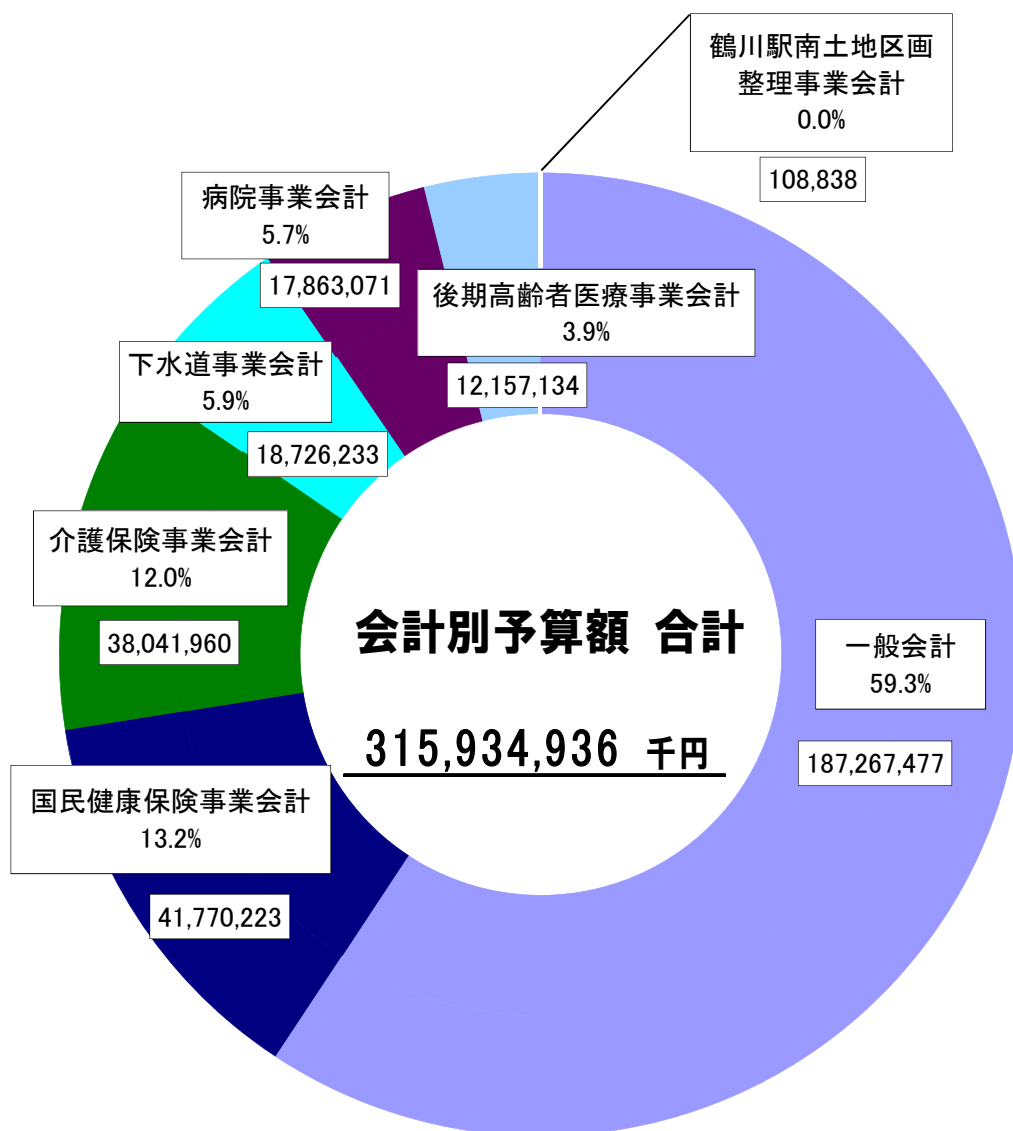 鶴川駅南土地区画
整理事業会計
0.0%
108,838
病院事業会計
5.7%
17,863,071
後期高齢者医療事業会計
3.9%
12,157,134
下水道事業会計
5.9%
18,726,233
介護保険事業会計
12.0%
38,041,960
会計別予算額 合計
315,934,936 千円
一般会計
59.3%
187,267,477
国民健康保険事業会計
13.2%
41,770,223